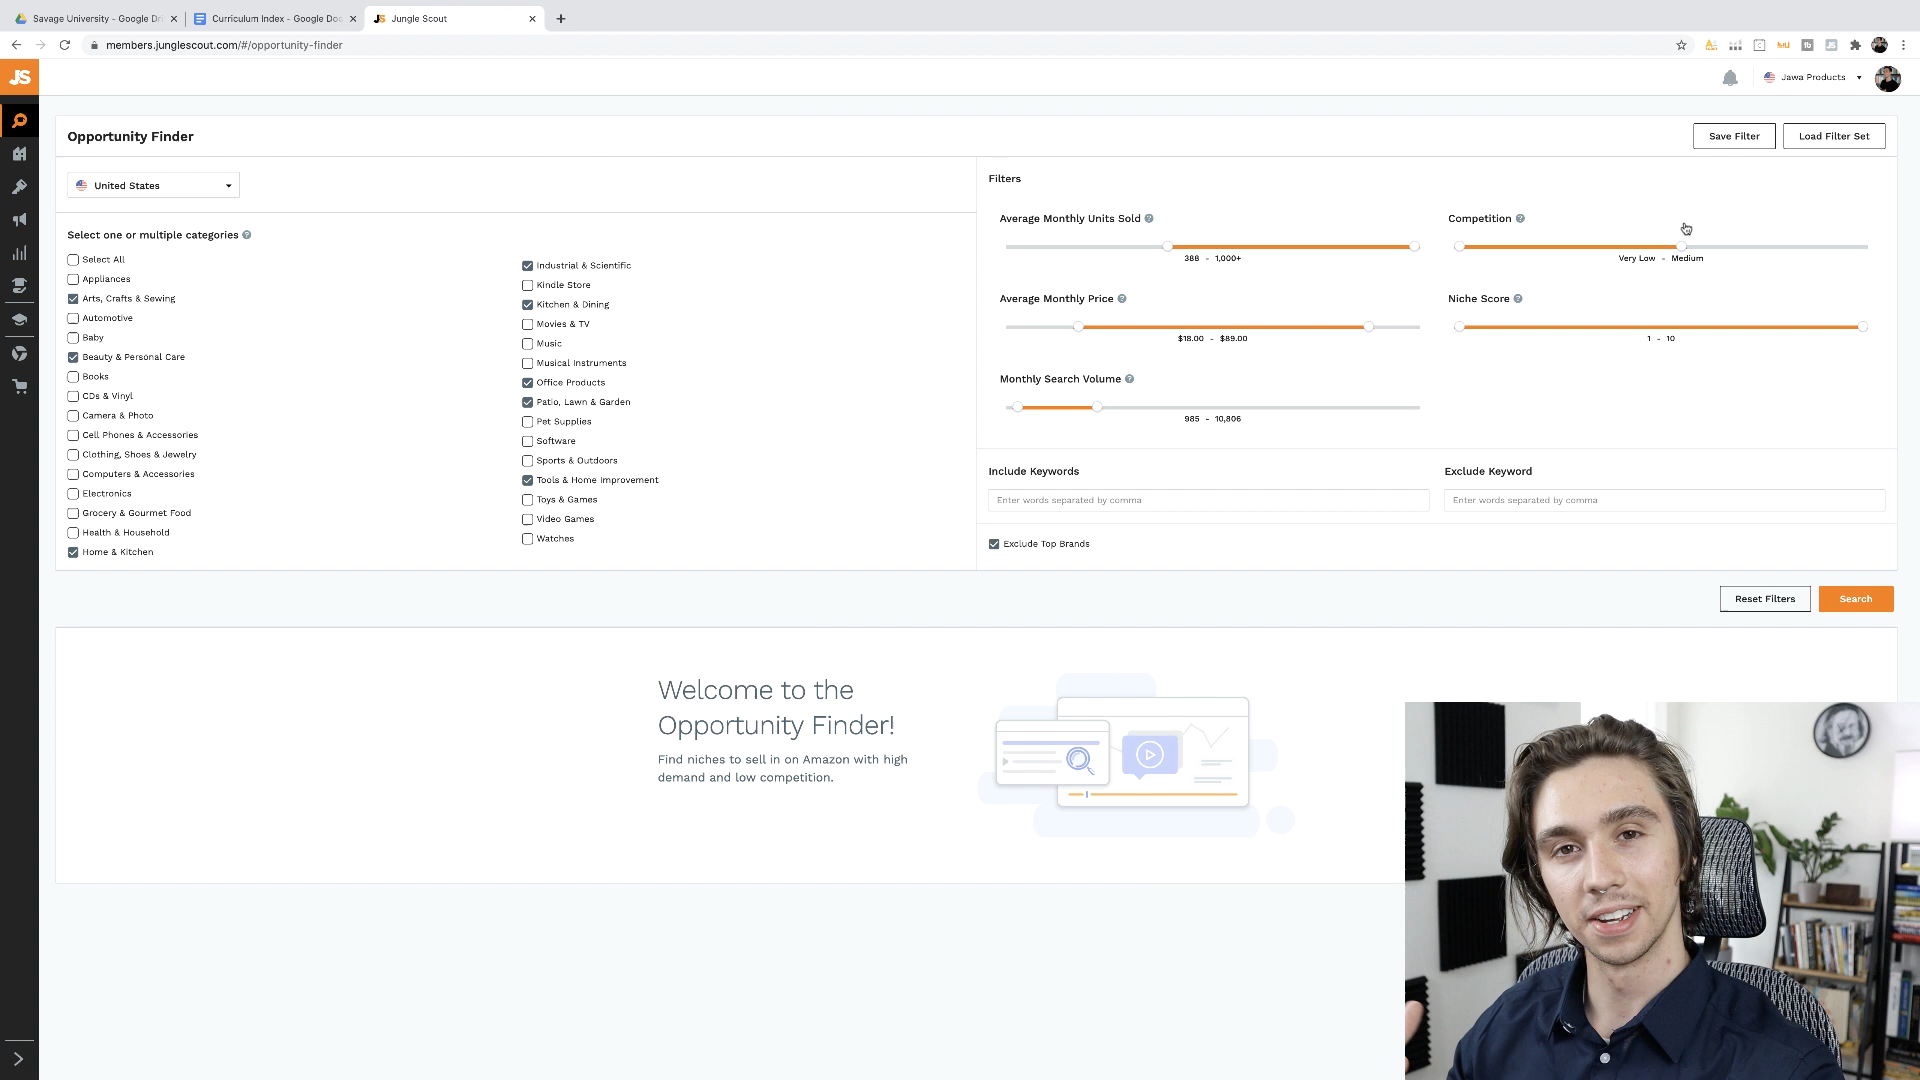 Savage University - Google Dri
Curriculum Index - Google Doc
Jungle Scout
members.junglescout.com/#/opportunity-finder
JS
Jawa Products
Opportunity Finder
Save Filter
Load Filter Set
United States
Select one or multiple categories
Select All
Appliances
Arts, Crafts & Sewing
Automotive
Baby
Beauty & Personal Care
Books
CDs & Vinyl
Camera & Photo
Cell Phones & Accessories
Clothing, Shoes & Jewelry
Computers & Accessories
Electronics
Grocery & Gourmet Food
Health & Household
Home & Kitchen
Industrial & Scientific
Kindle Store
Kitchen & Dining
Movies & TV
Music
Musical Instruments
Office Products
Patio, Lawn & Garden
Pet Supplies
Software
Sports & Outdoors
Tools & Home Improvement
Toys & Games
Video Games
Watches
Filters
Average Monthly Units Sold
388 - 1,000+
Competition
Very Low - Medium
Average Monthly Price
$18.00 - $89.00
Niche Score
1 - 10
Monthly Search Volume
985 - 10,806
Include Keywords
Enter words separated by comma
Exclude Keyword
Enter words separated by comma
Exclude Top Brands
Reset Filters
Search
Welcome to the
Opportunity Finder!
Find niches to sell in on Amazon with high
demand and low competition.